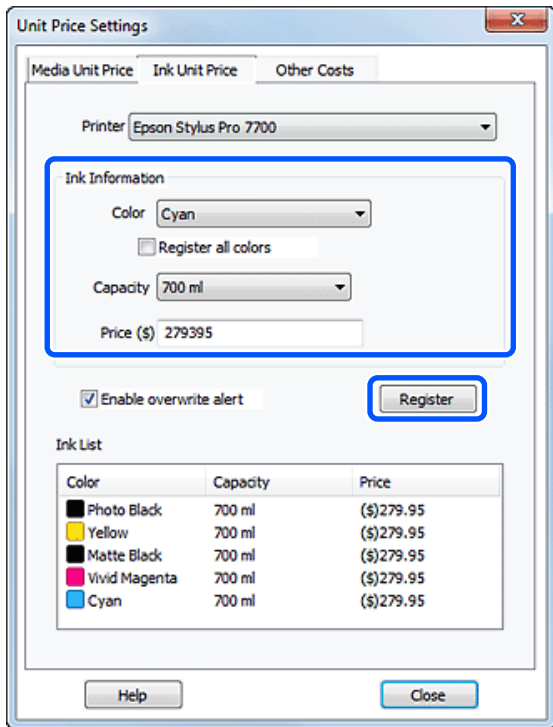 Unit Price Settings
Media Unit Price Ink Unit Price Other Costs
Printer Epson Stylus Pro 7700
Ink Information
Color Cyan
Register all colors
Capacity 700 ml
Price ($) 279395
Enable overwrite alert Register
Ink List
Color Capacity Price
Photo Black 700 ml ($)279.95
Yellow 700 ml ($)279.95
Matte Black 700 ml ($)279.95
Vivid Magenta 700 ml ($)279.95
Cyan 700 ml ($)279.95
Help Close